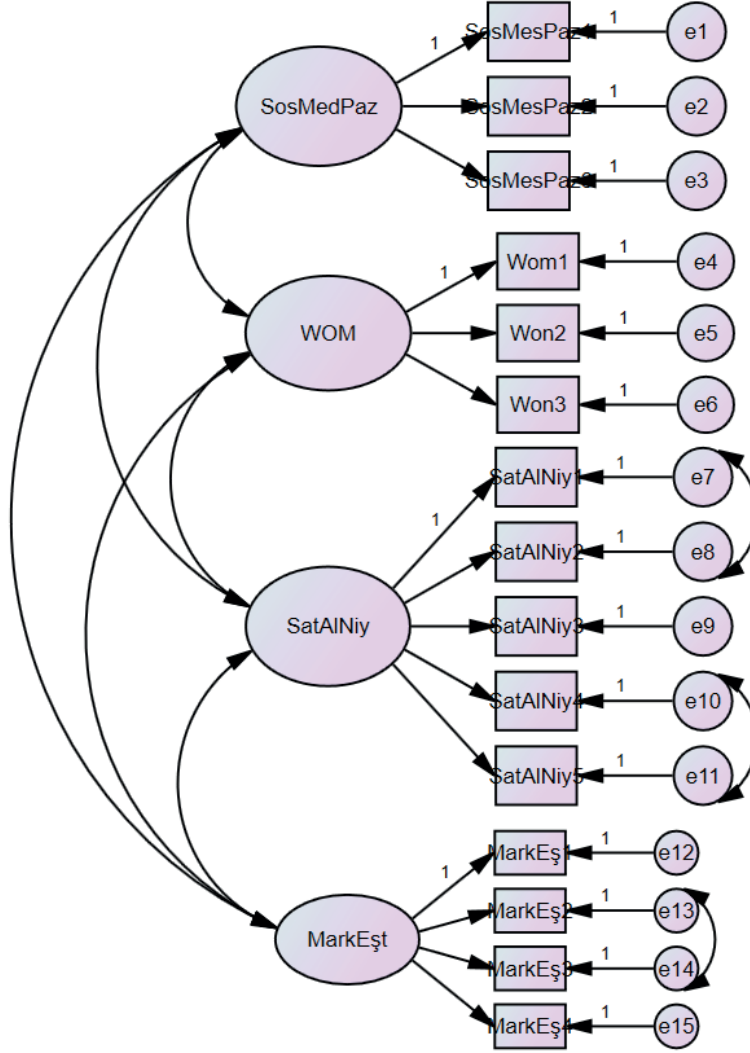 1
SosMesPaz1
1
e1
SosMedPaz
SosMesPaz2
1
e2
SosMesPaz3
1
e3
1
Wom1
1
e4
WOM
Won2
1
e5
Won3
1
e6
1
SatAlNiy1
1
e7
SatAlNiy2
1
e8
SatAlNiy
SatAlNiy3
1
e9
SatAlNiy4
1
e10
SatAlNiy5
1
e11
1
MarkEş1
1
e12
MarkEşt
MarkEş2
1
e13
MarkEş3
1
e14
MarkEş4
1
e15